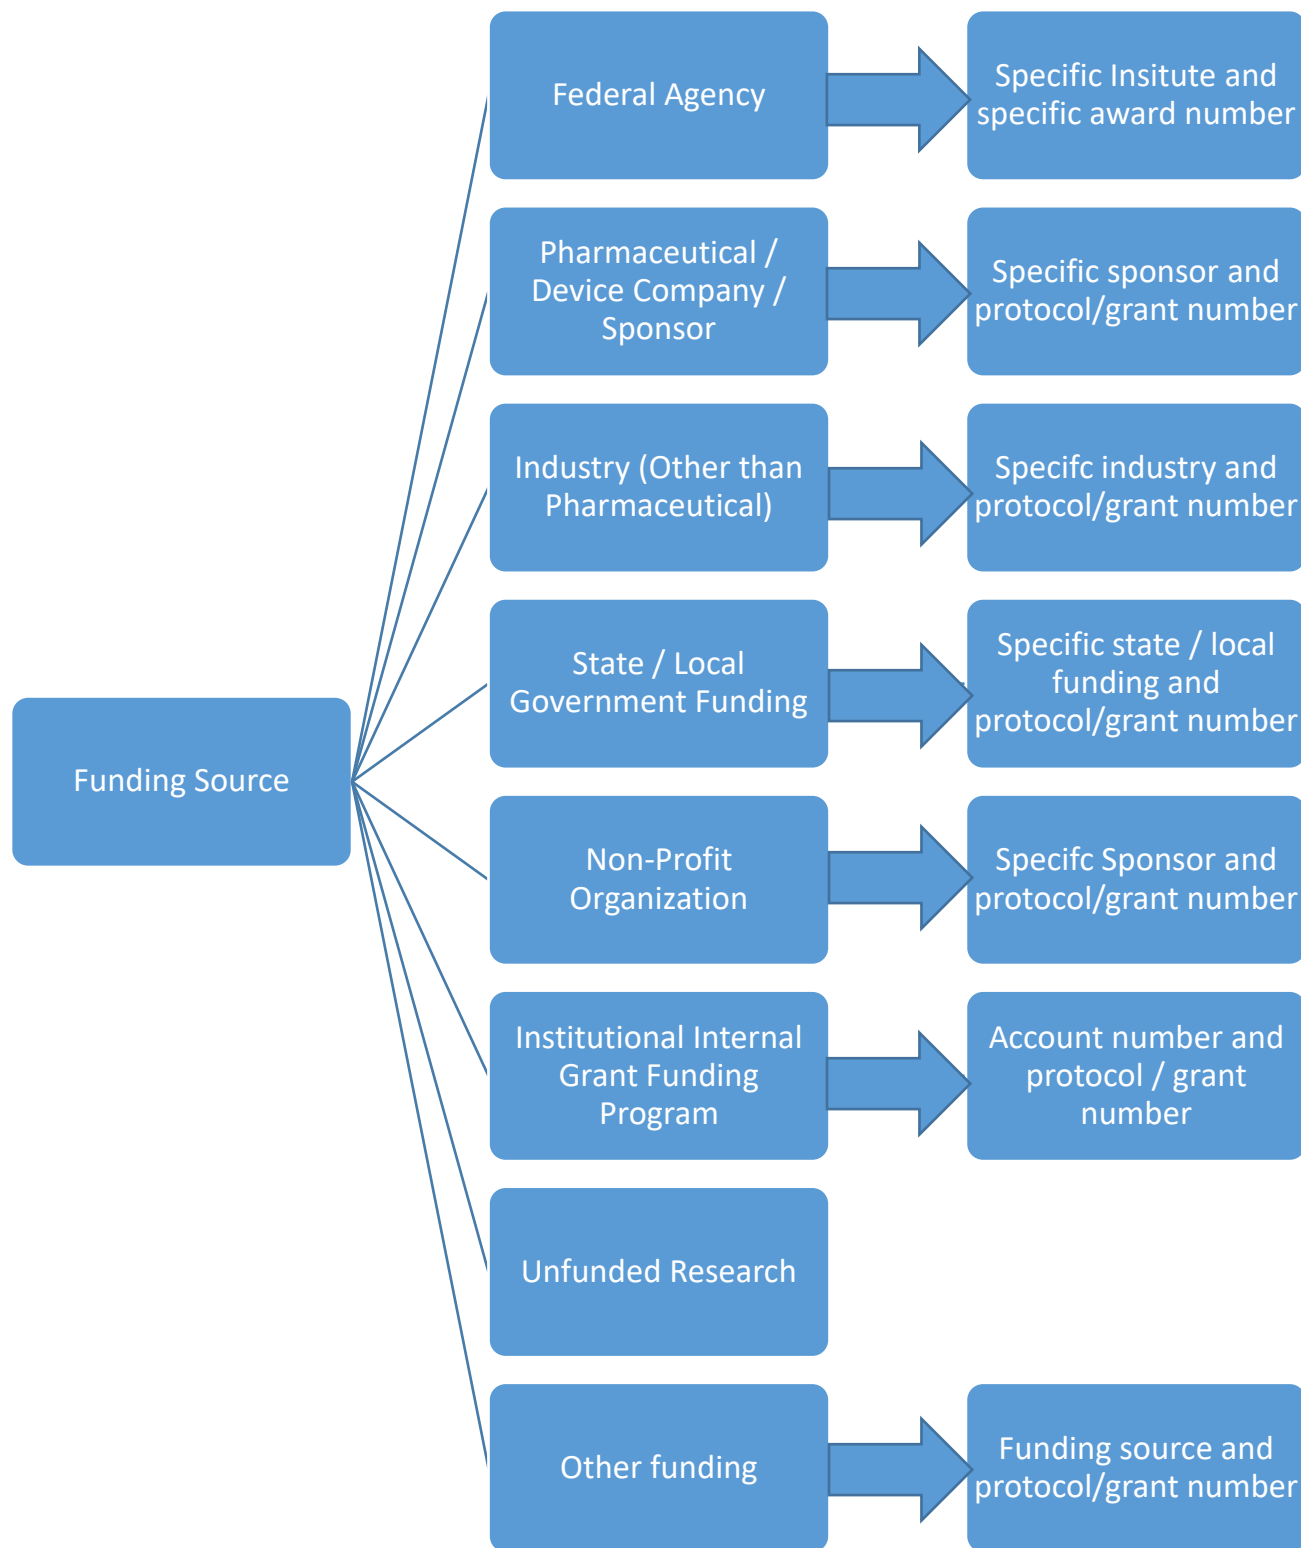 Federal Agency
Specific Insitute and
specific award number
Pharmaceutical /
Device Company /
Sponsor
Specific sponsor and
protocol/grant number
Industry (Other than
Pharmaceutical)
Specifc industry and
protocol/grant number
State / Local
Government Funding
Specific state / local
funding and
protocol/grant number
Funding Source
Non-Profit
Organization
Specifc Sponsor and
protocol/grant number
Institutional Internal
Grant Funding
Program
Account number and
protocol / grant
number
Unfunded Research
Other funding
Funding source and
protocol/grant number